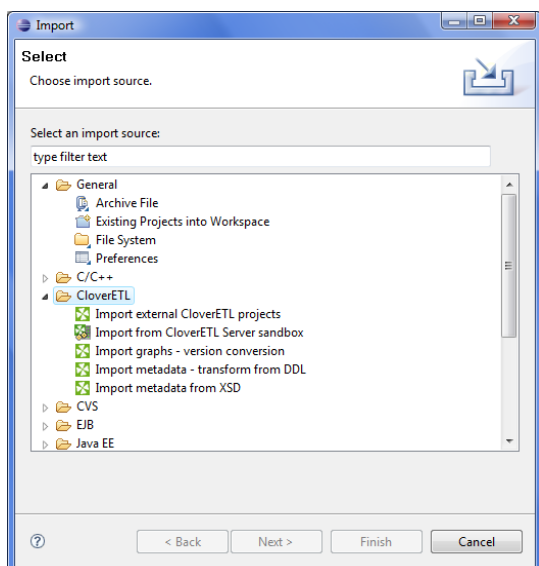 Import
Select
Choose import source.
Select an import source:
type filter text
General
Archive File
Existing Projects into Workspace
File System
Preferences
C/C++
CloverETL
Import external CloverETL projects
Import from CloverETL Server sandbox
Import graphs - version conversion
Import metadata - transform from DDL
Import metadata from XSD
CVS
EJB
Java EE
? < Back Next > Finish Cancel